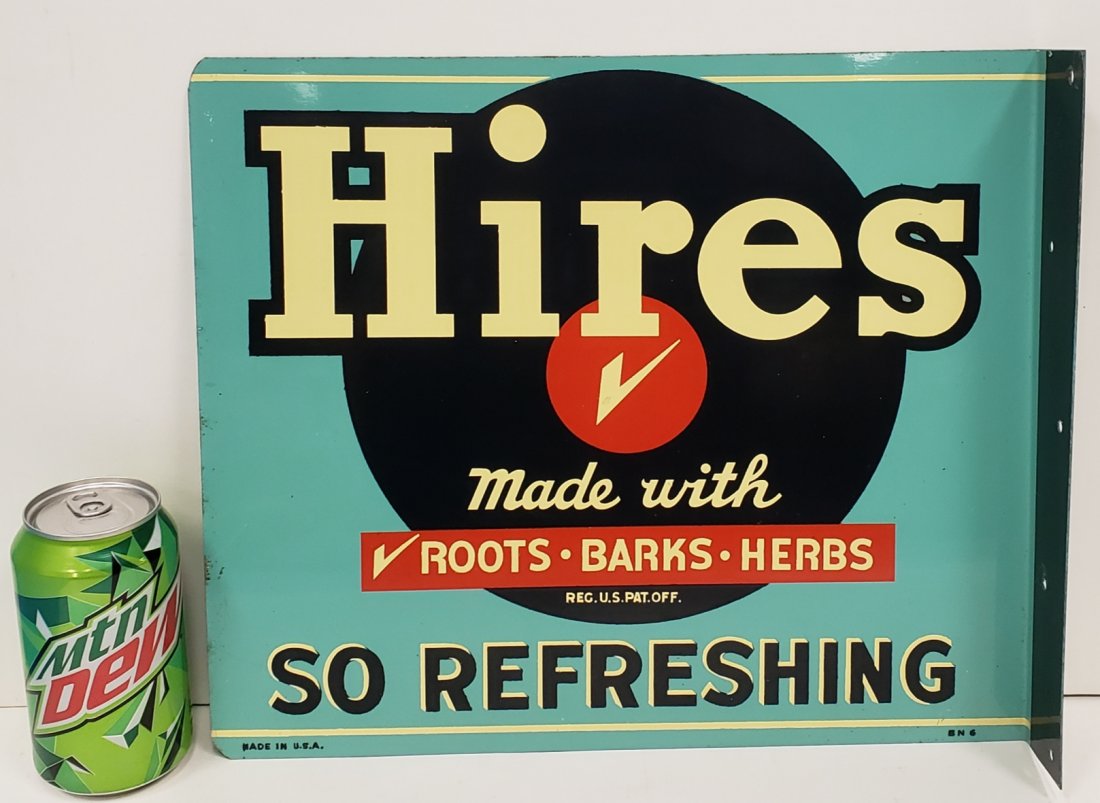 Hires
Made with
ROOTS • BARKS • HERBS
REG. U.S. PAT. OFF.
SO REFRESHING
MADE IN U.S.A.
BN 6
Mtn
DEW